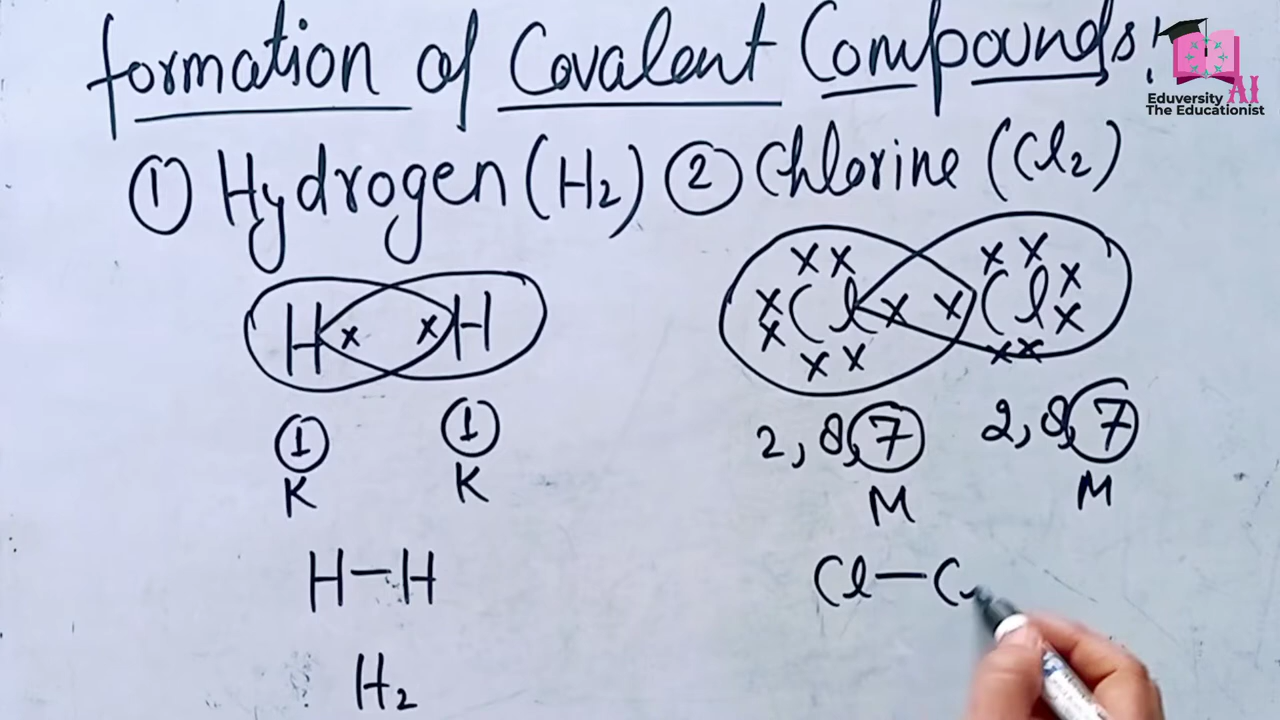 formation of Covalent Compounds!
Eduversity AI
The Educationist
① Hydrogen (H₂) ② Chlorine (Cl₂)
H x x H
x x x x
x Cl x x Cl x
x x
x x x x
① ①
K K
2, 8, ⑦ 2, 8, ⑦
M M
H—H
Cl—C
H₂